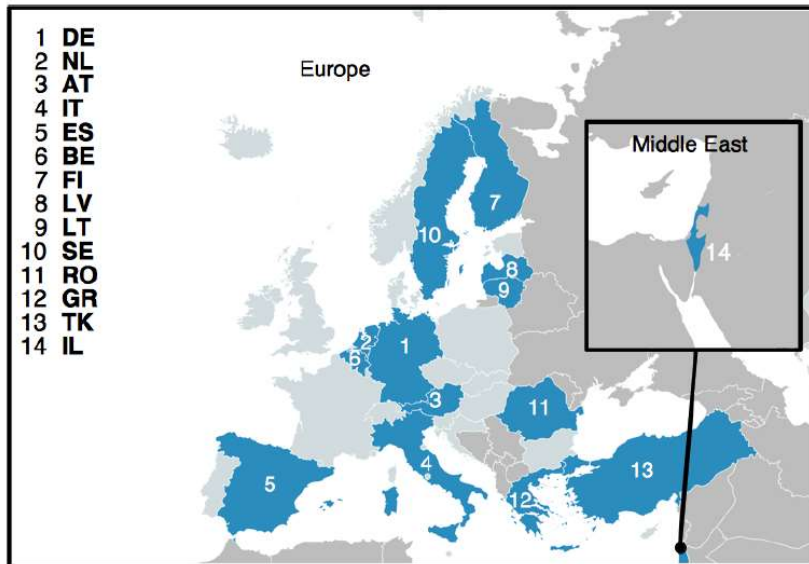 1 DE
2 NL
3 AT
4 IT
5 ES
6 BE
7 FI
8 LV
9 LT
10 SE
11 RO
12 GR
13 TK
14 IL
Europe
Middle East
7
10
14
8
9
2
1
6
3
11
4
13
5
12